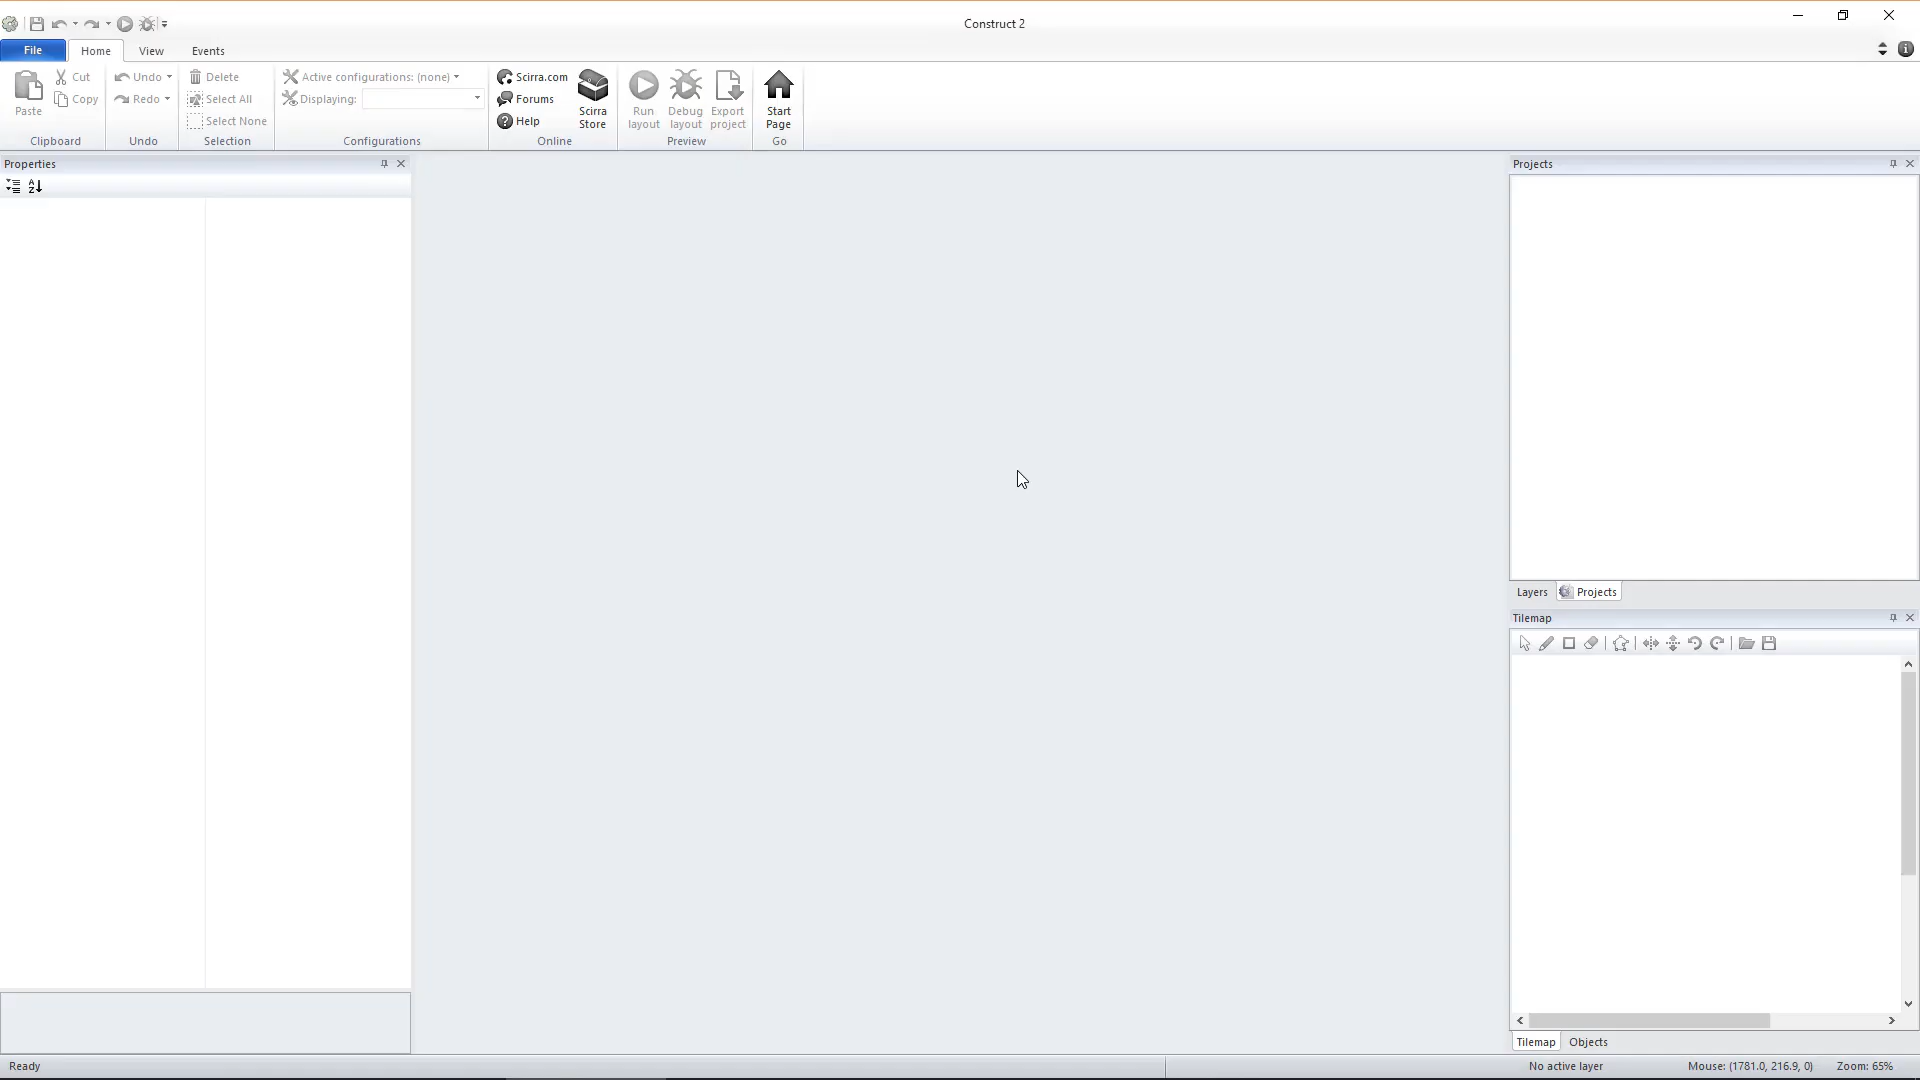 Construct 2
File Home View Events
Paste
Cut
Copy
Clipboard
Undo
Redo
Undo
Delete
Select All
Select None
Selection
Active configurations: (none)
Displaying:
Configurations
Scirra.com
Forums
Help
Scirra
Store
Online
Run
layout
Debug
layout
Export
project
Preview
Start
Page
Go
Properties
Projects
Layers Projects
Tilemap
Tilemap Objects
Ready
No active layer
Mouse: (1781.0, 216.9, 0)
Zoom: 65%